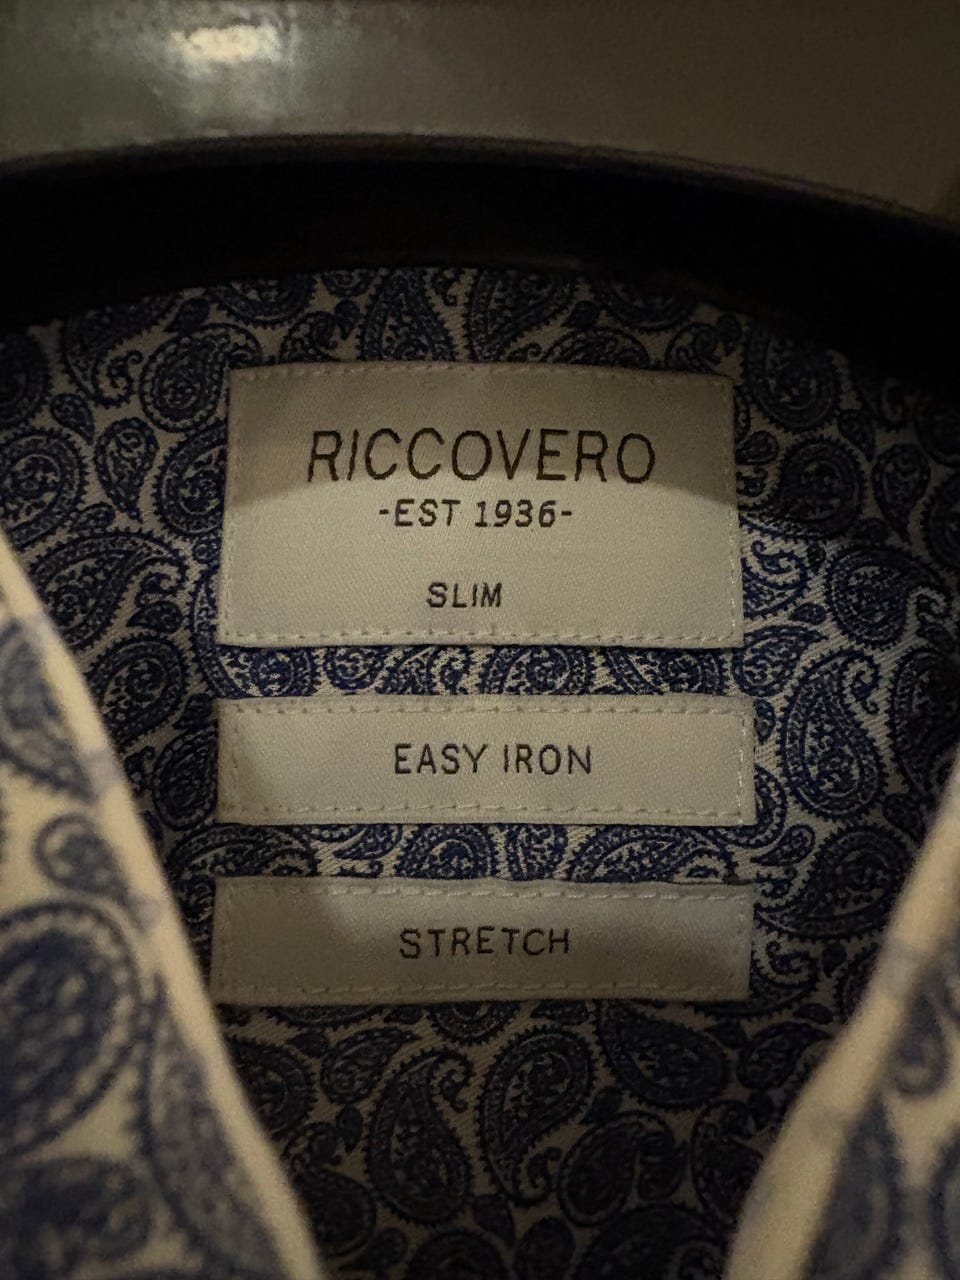 RICCOVERO
-EST 1936-
SLIM
EASY IRON
STRETCH